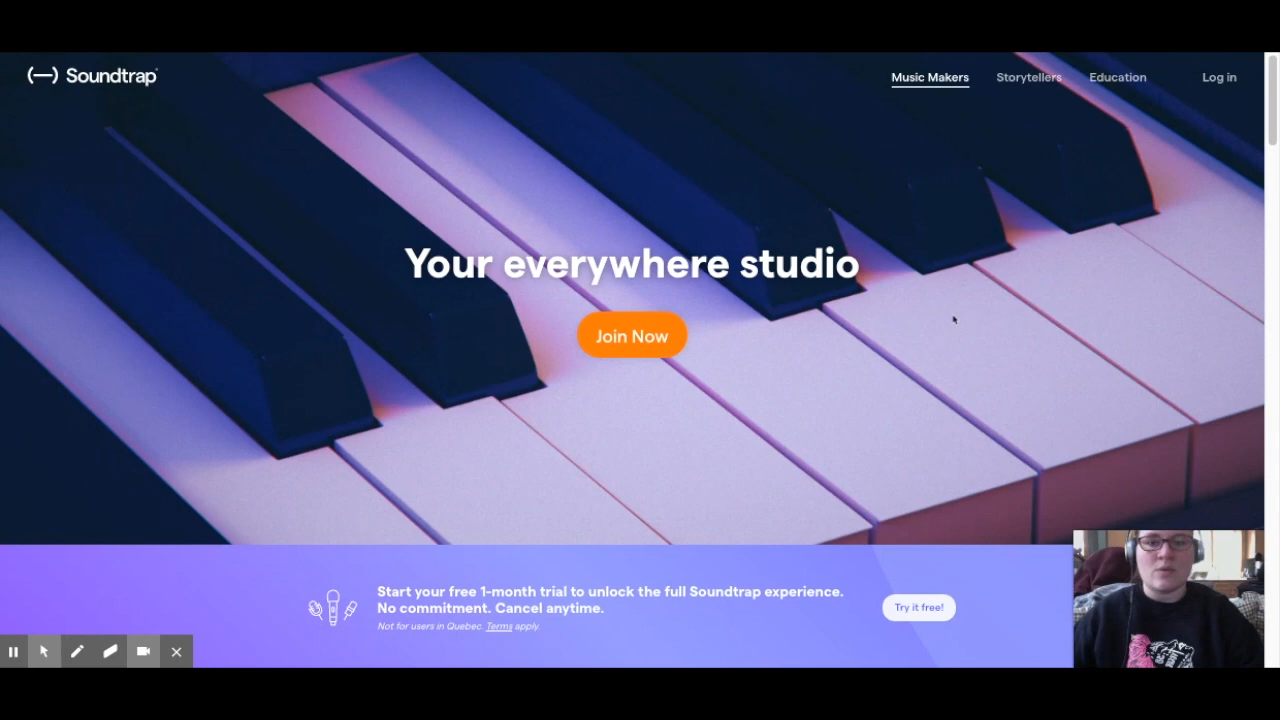 Soundtrap
Music Makers
Storytellers
Education
Log in
Your everywhere studio
Join Now
Start your free 1-month trial to unlock the full Soundtrap experience.
No commitment. Cancel anytime.
Not for users in Quebec. Terms apply.
Try it free!